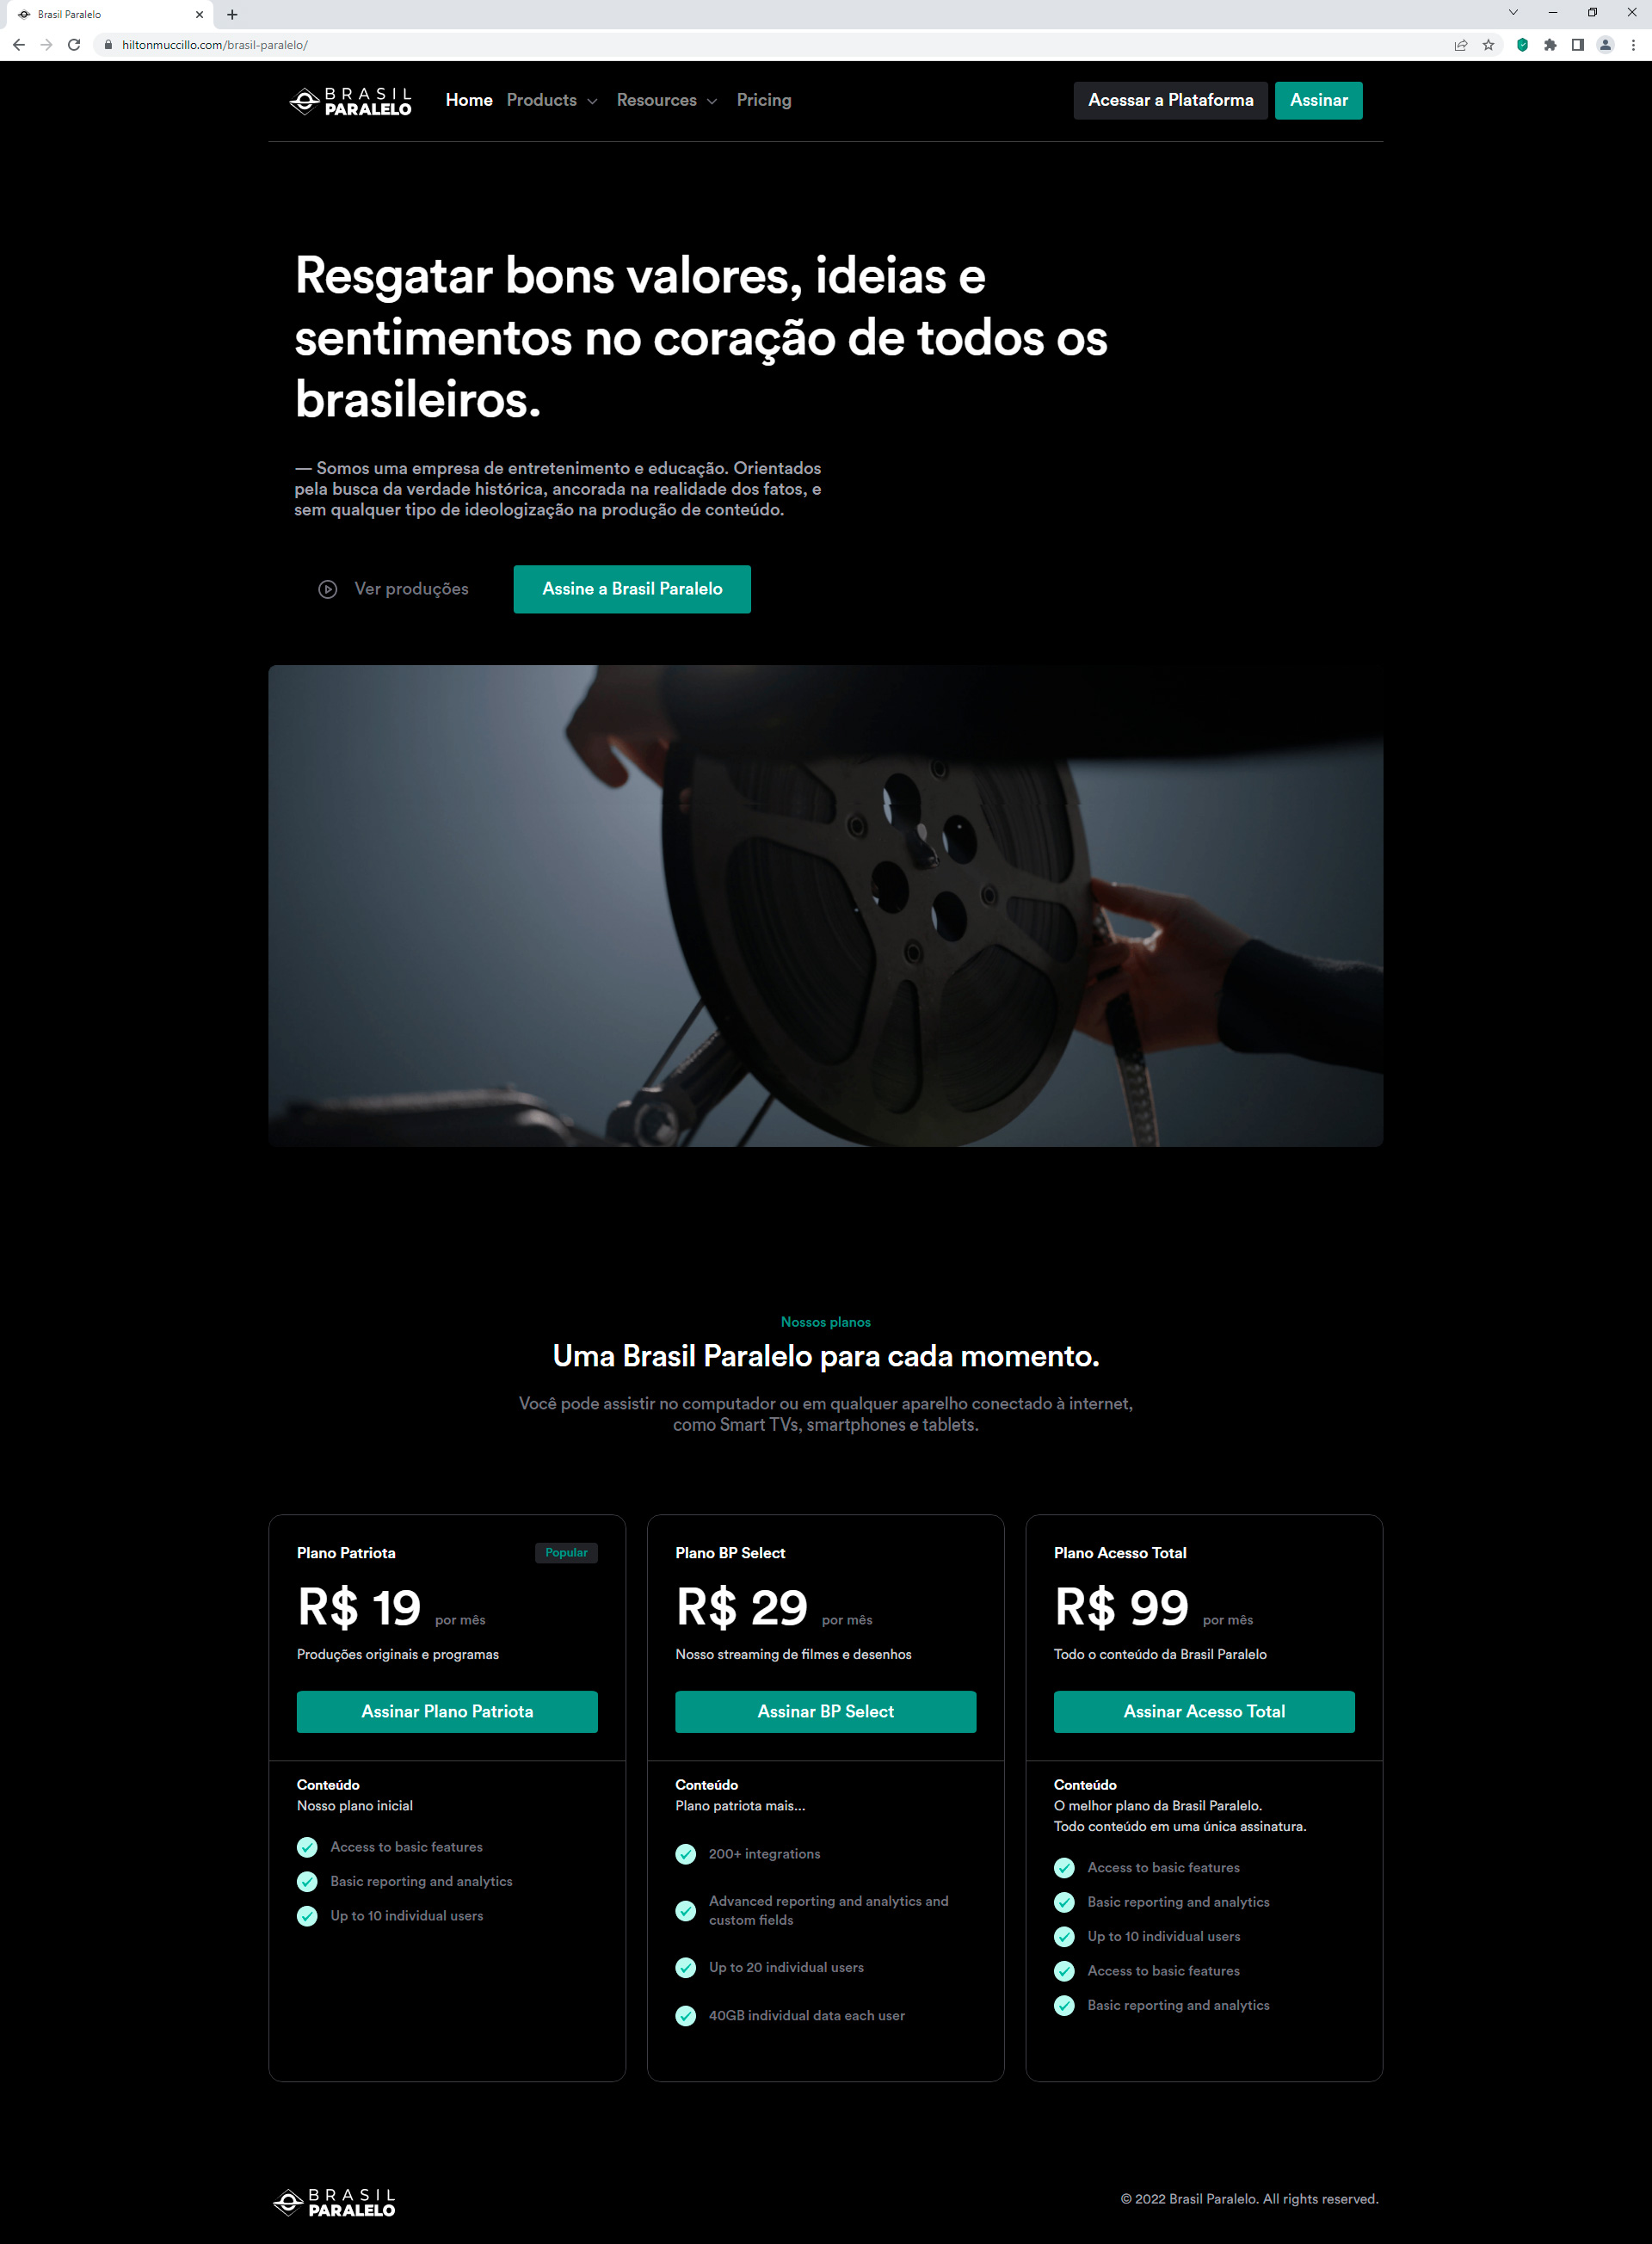 Brasil Paralelo
hiltonmuccillo.com/brasil-paralelo/
BRASIL
PARALELO
Home Products Resources Pricing
Acessar a Plataforma Assinar
Resgatar bons valores, ideias e
sentimentos no coração de todos os
brasileiros.
— Somos uma empresa de entretenimento e educação. Orientados
pela busca da verdade histórica, ancorada na realidade dos fatos, e
sem qualquer tipo de ideologização na produção de conteúdo.
Ver produções Assine a Brasil Paralelo
Nossos planos
Uma Brasil Paralelo para cada momento.
Você pode assistir no computador ou em qualquer aparelho conectado à internet,
como Smart TVs, smartphones e tablets.
Plano Patriota Popular
R$ 19 por mês
Produções originais e programas
Assinar Plano Patriota
Conteúdo
Nosso plano inicial
Access to basic features
Basic reporting and analytics
Up to 10 individual users
Plano BP Select
R$ 29 por mês
Nosso streaming de filmes e desenhos
Assinar BP Select
Conteúdo
Plano patriota mais...
200+ integrations
Advanced reporting and analytics and
custom fields
Up to 20 individual users
40GB individual data each user
Plano Acesso Total
R$ 99 por mês
Todo o conteúdo da Brasil Paralelo
Assinar Acesso Total
Conteúdo
O melhor plano da Brasil Paralelo.
Todo conteúdo em uma única assinatura.
Access to basic features
Basic reporting and analytics
Up to 10 individual users
Access to basic features
Basic reporting and analytics
BRASIL
PARALELO
© 2022 Brasil Paralelo. All rights reserved.